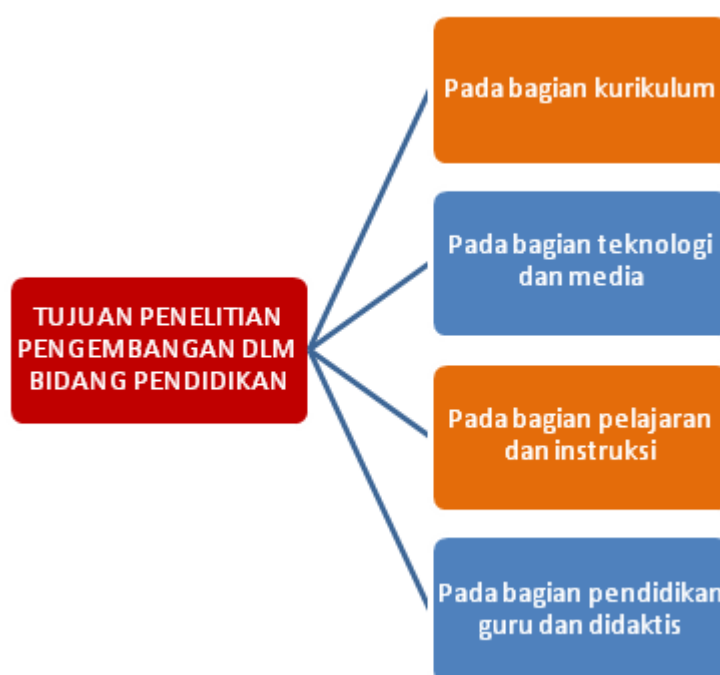 Pada bagian kurikulum
Pada bagian teknologi
dan media
TUJUAN PENELITIAN
PENGEMBANGAN DLM
BIDANG PENDIDIKAN
Pada bagian pelajaran
dan instruksi
Pada bagian pendidikan
guru dan didaktis